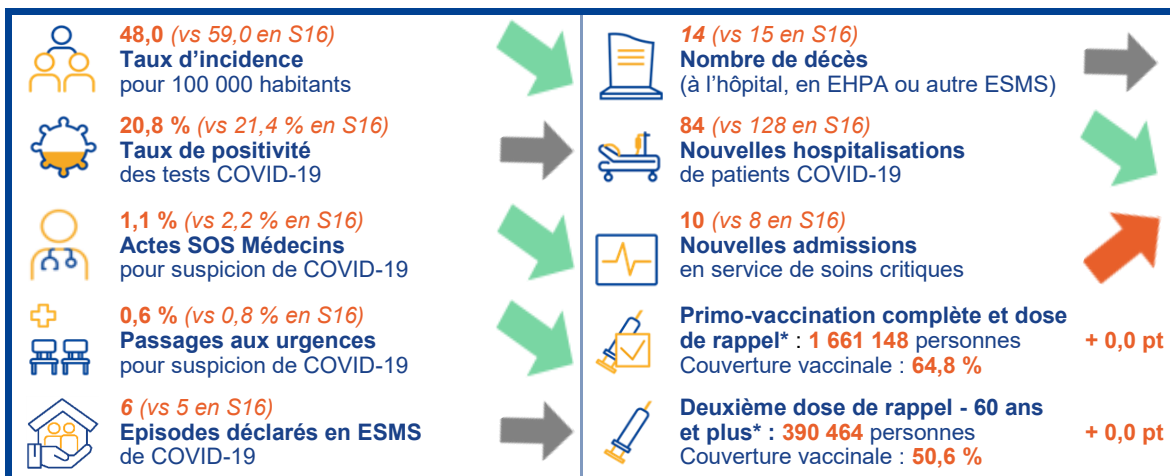 48,0 (vs 59,0 en S16)
Taux d'incidence
pour 100 000 habitants
20,8 % (vs 21,4 % en S16)
Taux de positivité
des tests COVID-19
1,1 % (vs 2,2 % en S16)
Actes SOS Médecins
pour suspicion de COVID-19
0,6 % (vs 0,8 % en S16)
Passages aux urgences
pour suspicion de COVID-19
6 (vs 5 en S16)
Episodes déclarés en ESMS
de COVID-19
14 (vs 15 en S16)
Nombre de décès
(à l'hôpital, en EHPA ou autre ESMS)
84 (vs 128 en S16)
Nouvelles hospitalisations
de patients COVID-19
10 (vs 8 en S16)
Nouvelles admissions
en service de soins critiques
Primo-vaccination complète et dose
de rappel* : 1 661 148 personnes + 0,0 pt
Couverture vaccinale : 64,8 %
Deuxième dose de rappel - 60 ans
et plus* : 390 464 personnes + 0,0 pt
Couverture vaccinale : 50,6 %